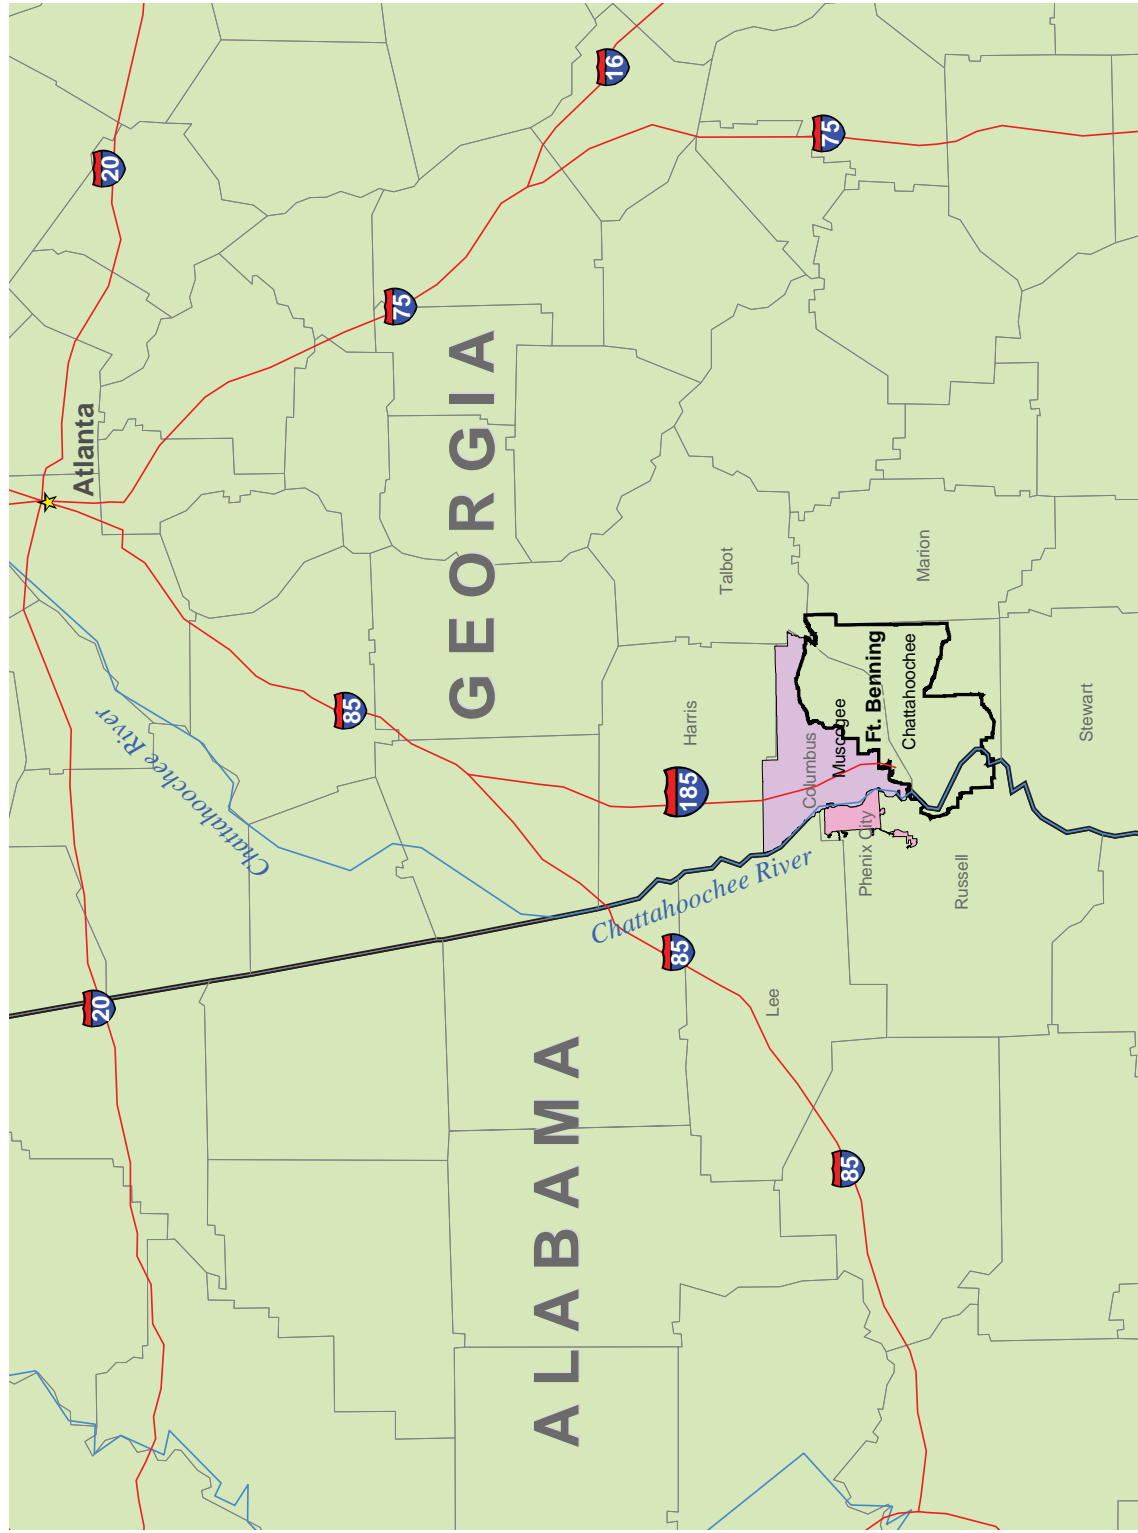 Atlanta
20
20
Chattahoochee River
85
75
GEORGIA
ALABAMA
16
85
185
Harris
Chattahoochee River
Talbot
Lee
Columbus
75
Muscogee
85
Phenix City
Ft. Benning
Chattahoochee
Marion
Russell
Stewart